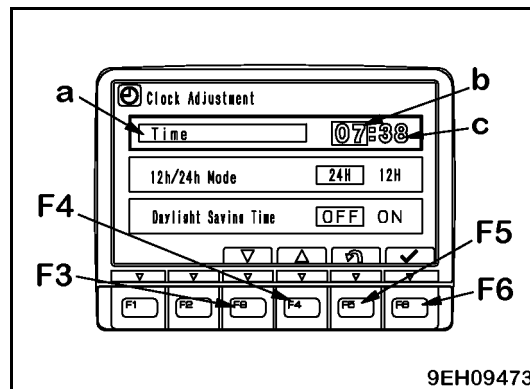 a
b
c
Clock Adjustment
Time 07:38
12h/24h Mode 24H 12H
Daylight Saving Time OFF ON
F4
F3
F5
F6
F1 F2 F3 F4 F5 F6
9EH09473